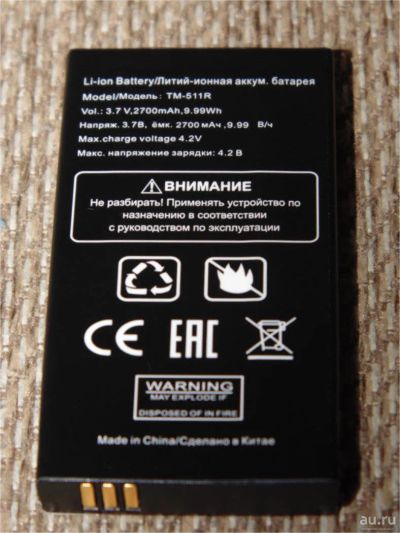 Li-ion Battery/Литий-ионная аккум. батарея
Model/Модель: TM-511R
Vol.: 3.7 V,2700mAh,9.99Wh
Напряж. 3.7В, ёмк. 2700 мАч ,9.99 В/ч
Max.charge voltage 4.2V
Макс. напряжение зарядки: 4.2 В
ВНИМАНИЕ
Не разбирать! Применять устройство по
назначению в соответствии
с руководством по эксплуатации
CE EAC
WARNING
MAY EXPLODE IF
DISPOSED OF IN FIRE
Made in China/Сделано в Китае
au.ru